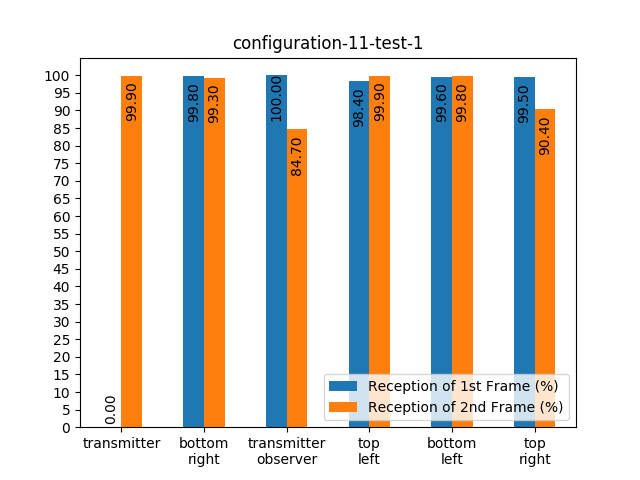 configuration-11-test-1
100
95
90
85
80
75
70
65
60
55
50
45
40
35
30
25
20
15
10
5
0
0.00
99.90
99.80
99.30
100.00
84.70
98.40
99.90
99.60
99.80
99.50
90.40
Reception of 1st Frame (%)
Reception of 2nd Frame (%)
transmitter
bottom
right
transmitter
observer
top
left
bottom
left
top
right